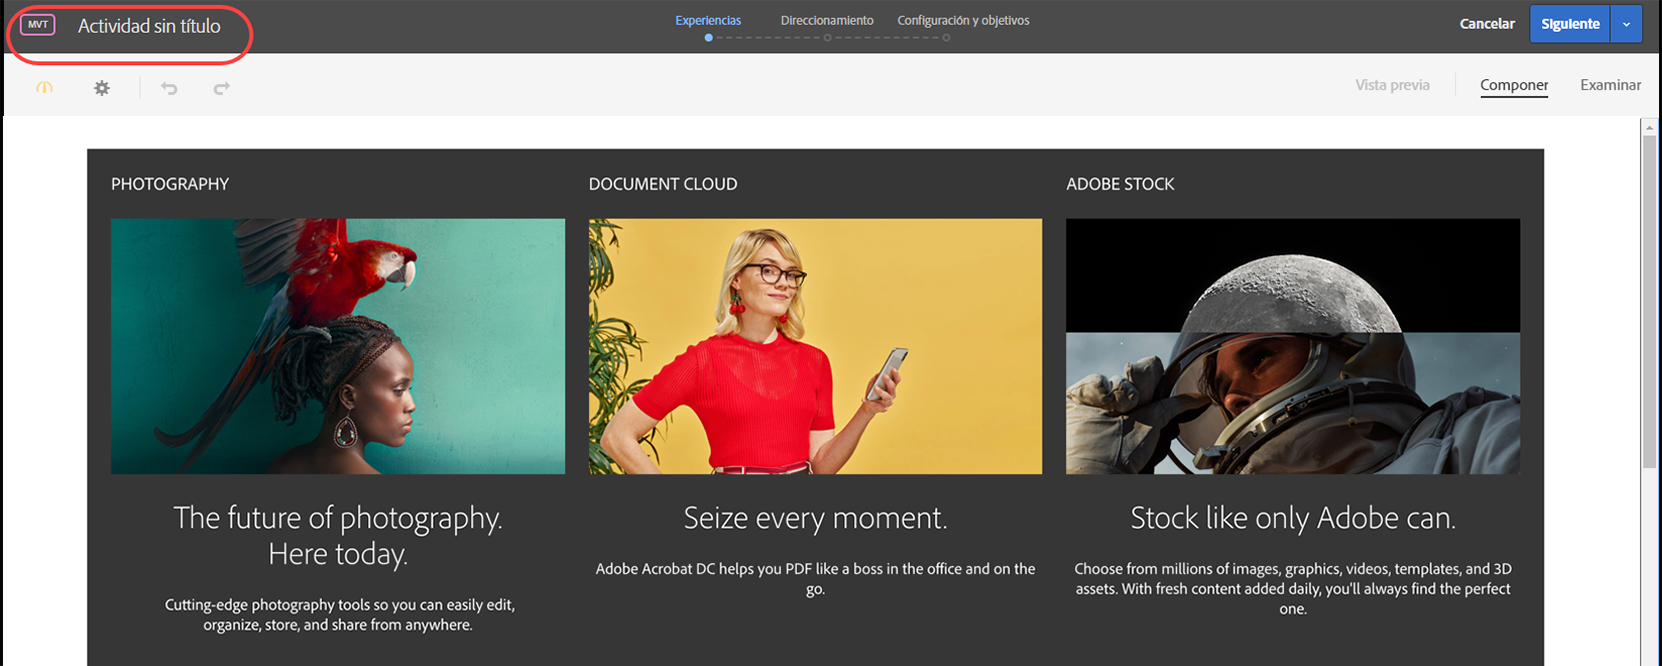 MVT
Actividad sin título
Experiencias
Direccionamiento
Configuración y objetivos
Cancelar
Siguiente
Vista previa
Componer
Examinar
PHOTOGRAPHY
The future of photography.
Here today.
Cutting-edge photography tools so you can easily edit,
organize, store, and share from anywhere.
DOCUMENT CLOUD
Seize every moment.
Adobe Acrobat DC helps you PDF like a boss in the office and on the
go.
ADOBE STOCK
Stock like only Adobe can.
Choose from millions of images, graphics, videos, templates, and 3D
assets. With fresh content added daily, you'll always find the perfect
one.